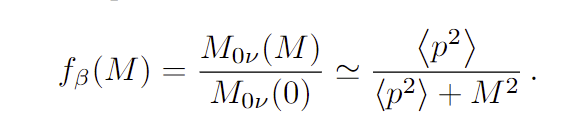 f_β(M) = M_{0ν}(M) / M_{0ν}(0) ≃ ⟨p²⟩ / (⟨p²⟩ + M²) .